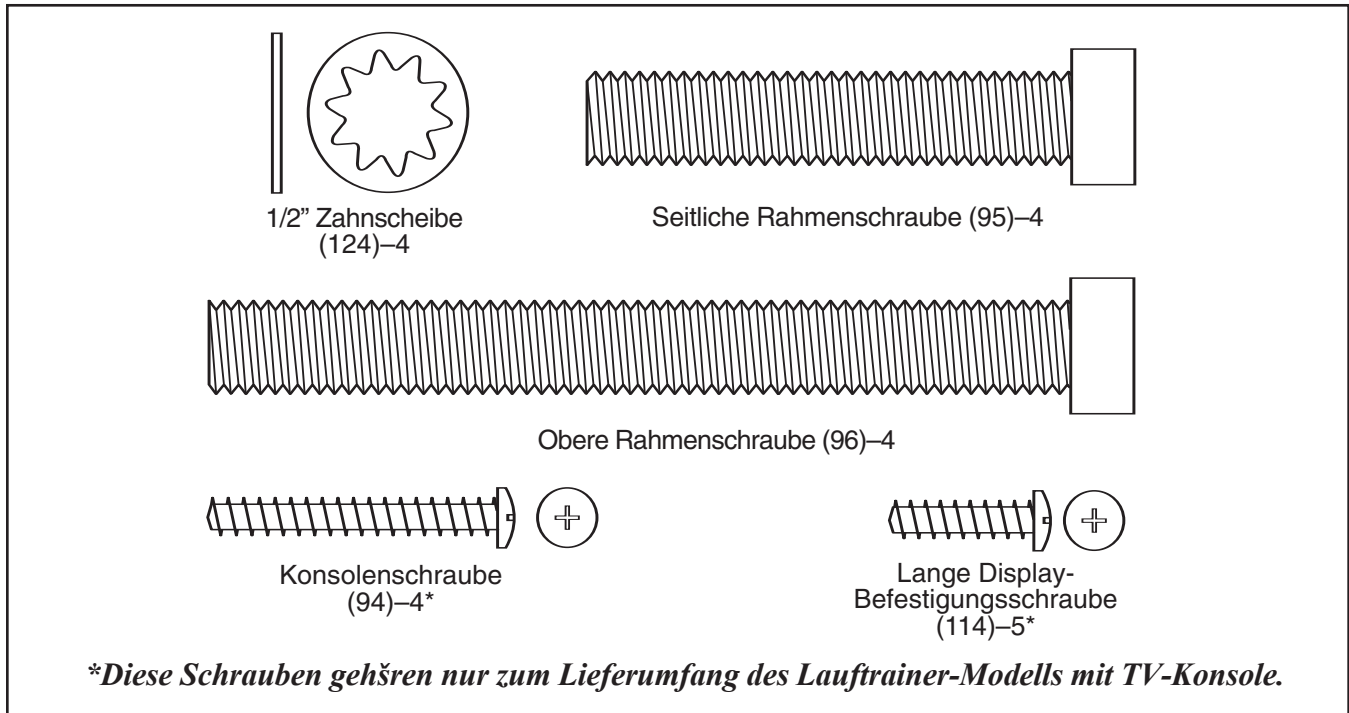 1/2” Zahnscheibe
(124)–4
Seitliche Rahmenschraube (95)–4
Obere Rahmenschraube (96)–4
Konsolenschraube
(94)–4*
Lange Display-
Befestigungsschraube
(114)–5*
*Diese Schrauben gehšren nur zum Lieferumfang des Lauftrainer-Modells mit TV-Konsole.